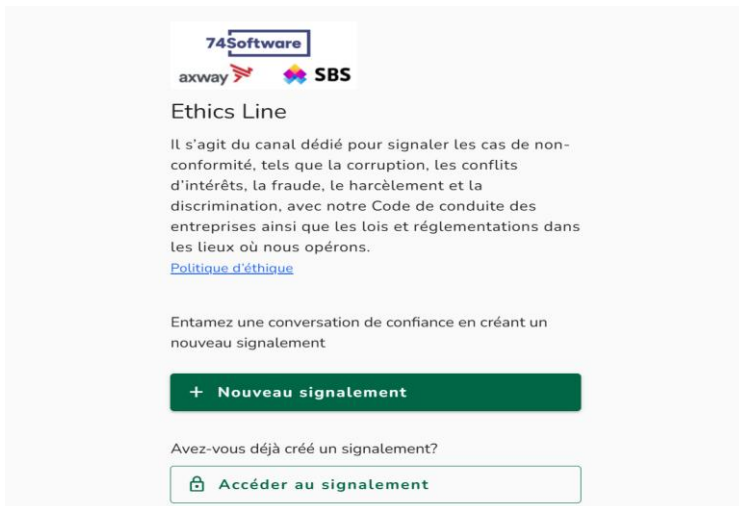 74Software
axway SBS
Ethics Line
Il s’agit du canal dédié pour signaler les cas de non-
conformité, tels que la corruption, les conflits
d’intérêts, la fraude, le harcèlement et la
discrimination, avec notre Code de conduite des
entreprises ainsi que les lois et réglementations dans
les lieux où nous opérons.
Politique d’éthique
Entamez une conversation de confiance en créant un
nouveau signalement
+ Nouveau signalement
Avez-vous déjà créé un signalement?
Accéder au signalement